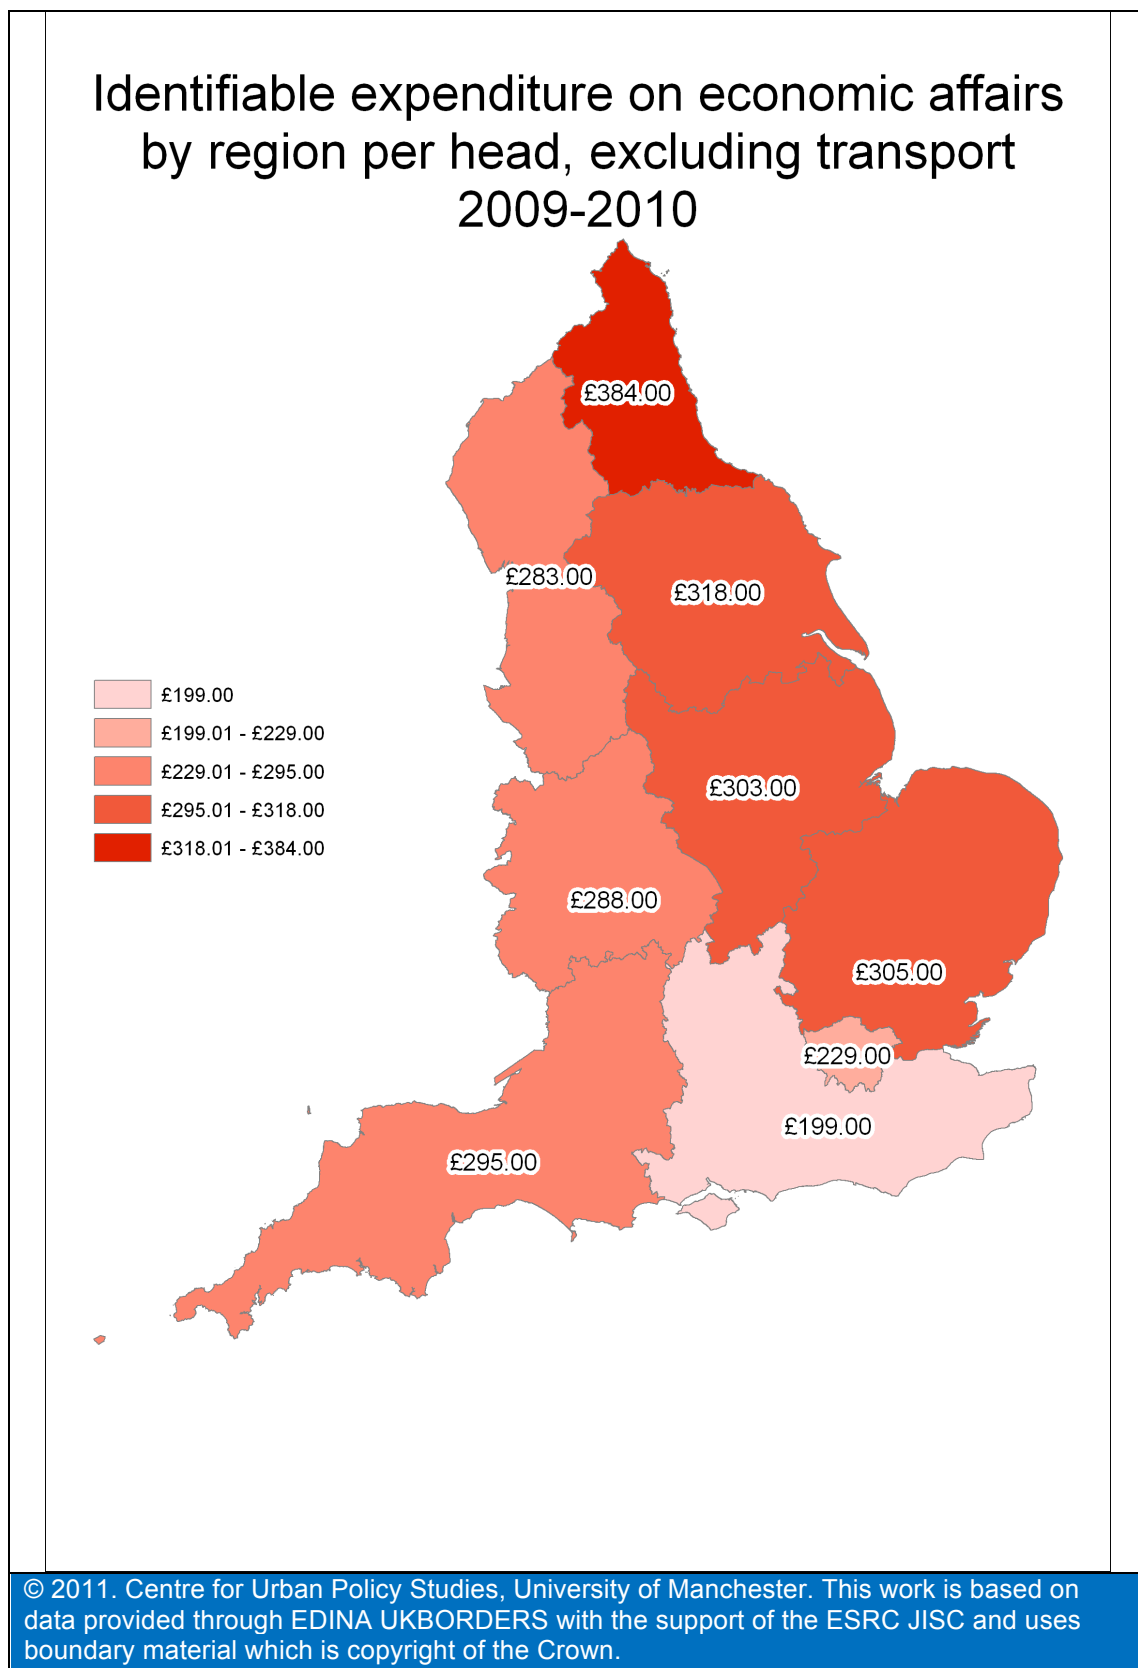 Identifiable expenditure on economic affairs
by region per head, excluding transport
2009-2010
£384.00
£283.00
£318.00
£199.00
£199.01 - £229.00
£229.01 - £295.00
£295.01 - £318.00
£318.01 - £384.00
£303.00
£288.00
£305.00
£229.00
£199.00
£295.00
© 2011. Centre for Urban Policy Studies, University of Manchester. This work is based on
data provided through EDINA UKBORDERS with the support of the ESRC JISC and uses
boundary material which is copyright of the Crown.